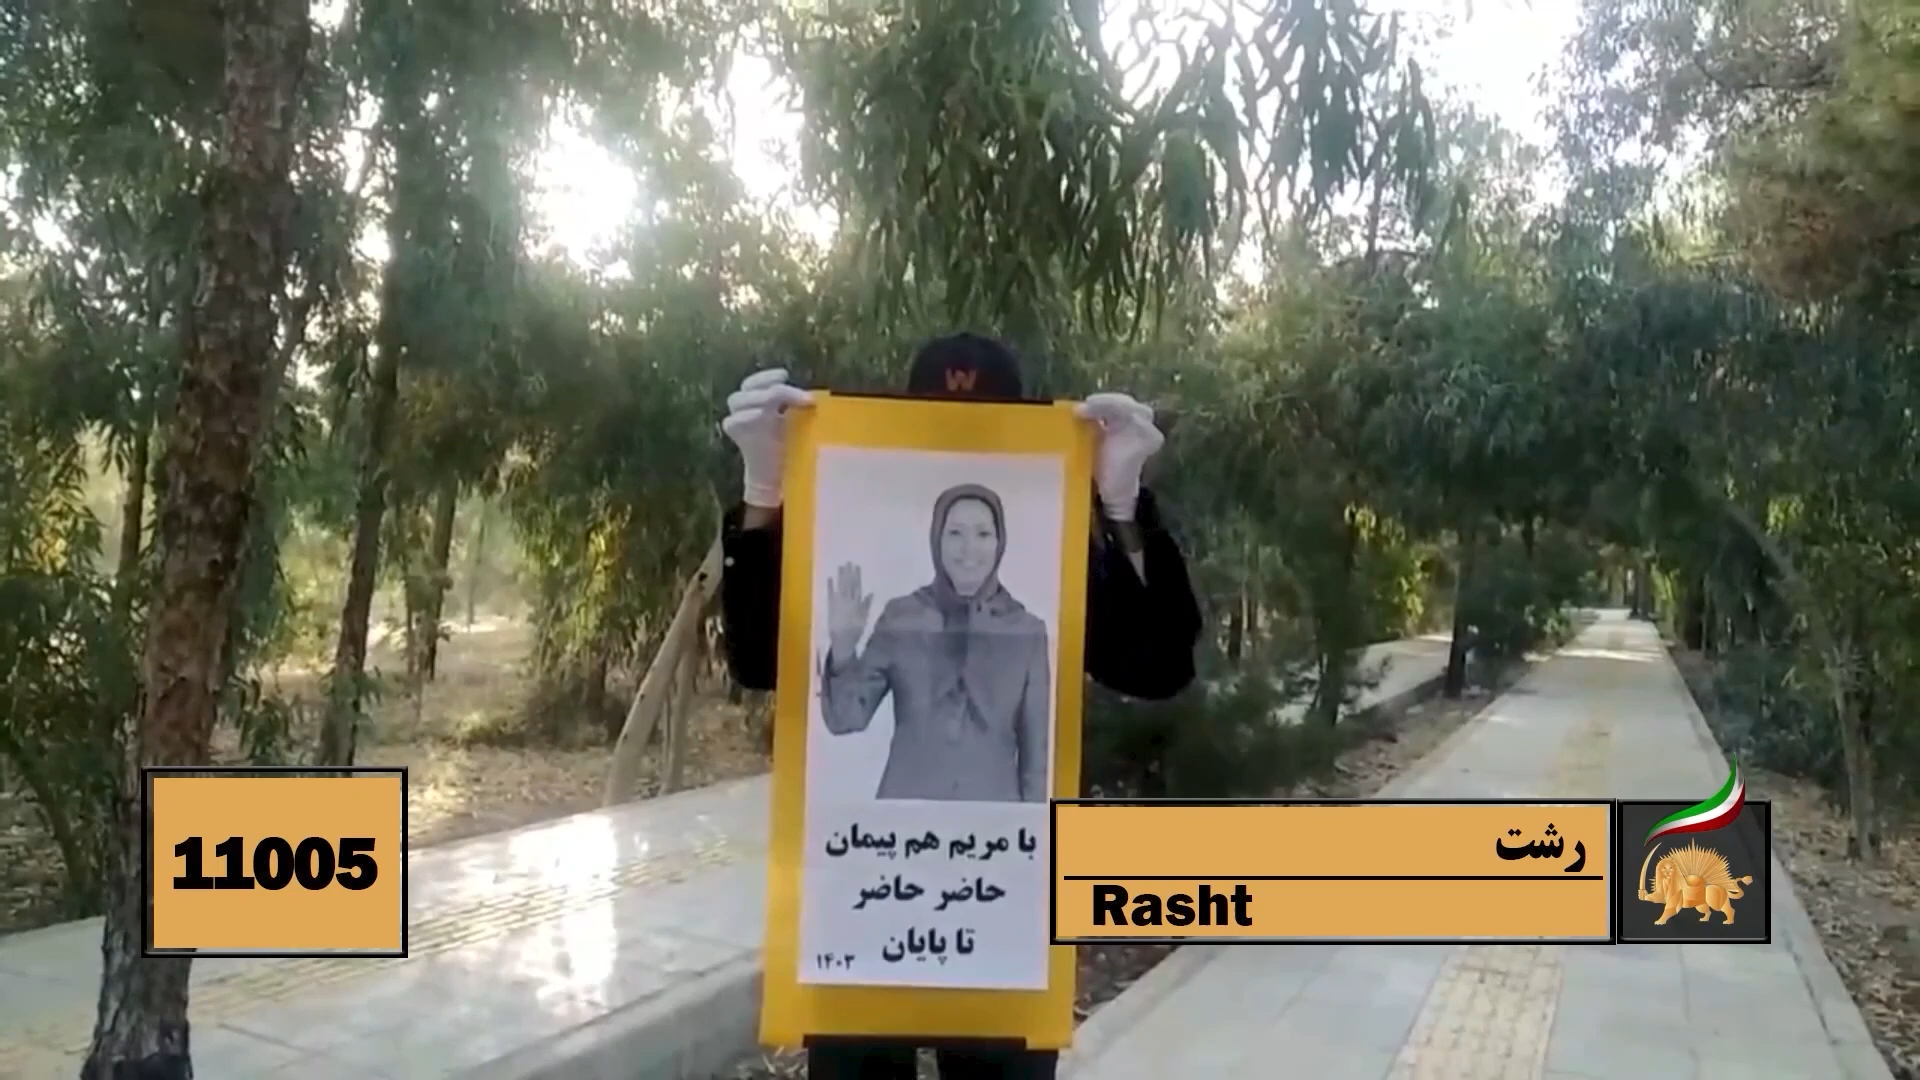 W
با مریم هم پیمان
حاضر حاضر
تا پایان
۱۴۰۳
11005
رشت
Rasht